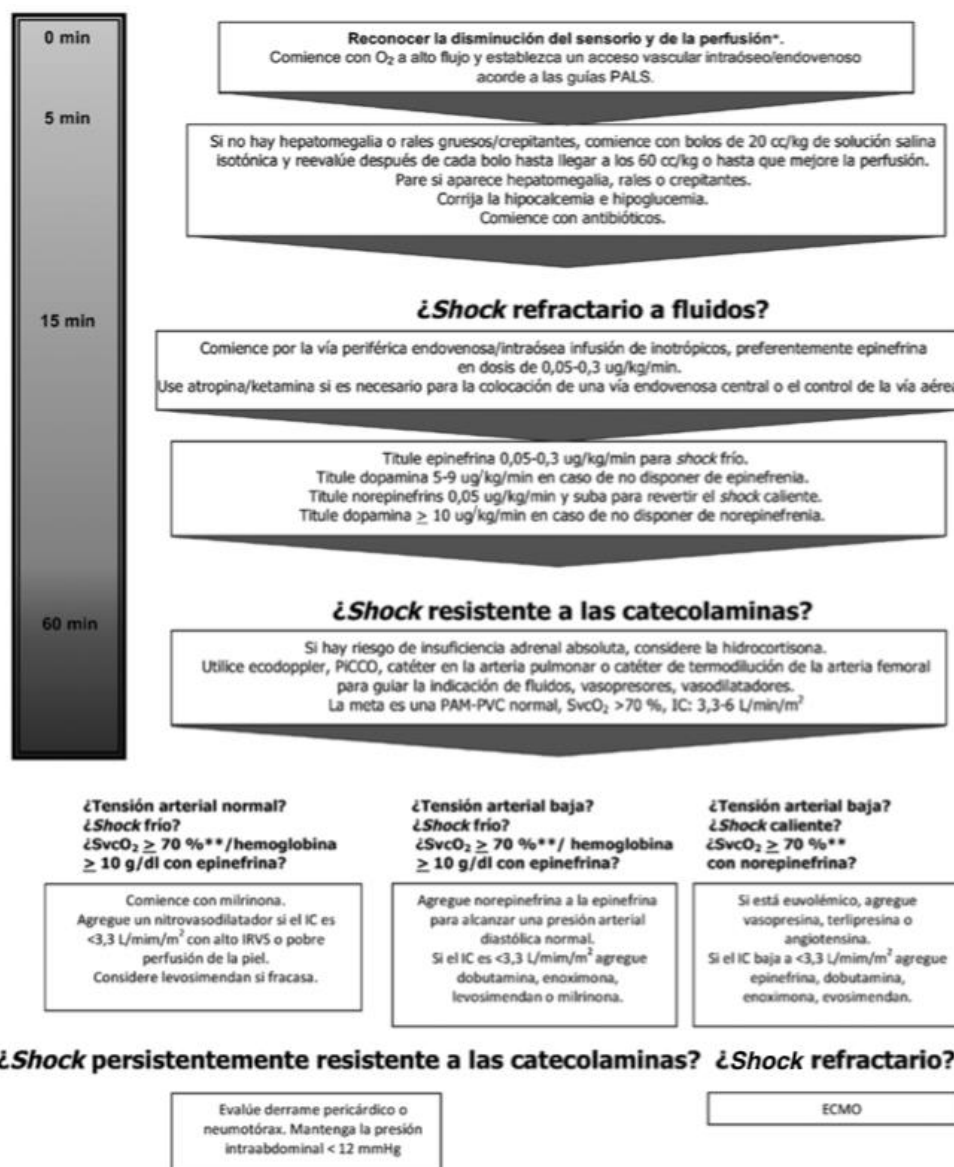 0 min
Reconocer la disminución del sensorio y de la perfusión*.
Comience con O₂ a alto flujo y establezca un acceso vascular intraóseo/endovenoso
acorde a las guías PALS.
5 min
Si no hay hepatomegalia o rales gruesos/crepitantes, comience con bolos de 20 cc/kg de solución salina
isotónica y reevalúe después de cada bolo hasta llegar a los 60 cc/kg o hasta que mejore la perfusión.
Pare si aparece hepatomegalia, rales o crepitantes.
Corrija la hipocalcemia e hipoglucemia.
Comience con antibióticos.
15 min
¿Shock refractario a fluidos?
Comience por la vía periférica endovenosa/intraósea infusión de inotrópicos, preferentemente epinefrina
en dosis de 0,05-0,3 ug/kg/min.
Use atropina/ketamina si es necesario para la colocación de una vía endovenosa central o el control de la vía aérea
Titule epinefrina 0,05-0,3 ug/kg/min para shock frío.
Titule dopamina 5-9 ug/kg/min en caso de no disponer de epinefrenia.
Titule norepinefrins 0,05 ug/kg/min y suba para revertir el shock caliente.
Titule dopamina ≥ 10 ug/kg/min en caso de no disponer de norepinefrenia.
60 min
¿Shock resistente a las catecolaminas?
Si hay riesgo de insuficiencia adrenal absoluta, considere la hidrocortisona.
Utilice ecodoppler, PiCCO, catéter en la arteria pulmonar o catéter de termodilución de la arteria femoral
para guiar la indicación de fluidos, vasopresores, vasodilatadores.
La meta es una PAM-PVC normal, SvcO₂ >70 %, IC: 3,3-6 L/min/m²
¿Tensión arterial normal?
¿Shock frío?
¿SvcO₂ ≥ 70 %**/hemoglobina
≥ 10 g/dl con epinefrina?
Comience con milrinona.
Agregue un nitrovasodilatador si el IC es
<3,3 L/mim/m² con alto IRVS o pobre
perfusión de la piel.
Considere levosimendan si fracasa.
¿Tensión arterial baja?
¿Shock frío?
¿SvcO₂ ≥ 70 %**/ hemoglobina
≥ 10 g/dl con epinefrina?
Agregue norepinefrina a la epinefrina
para alcanzar una presión arterial
diastólica normal.
Si el IC es <3,3 L/mim/m² agregue
dobutamina, enoximona,
levosimendan o milrinona.
¿Tensión arterial baja?
¿Shock caliente?
¿SvcO₂ ≥ 70 %**
con norepinefrina?
Si está euvolémico, agregue
vasopresina, terlipresina o
angiotensina.
Si el IC baja a <3,3 L/mim/m² agregue
epinefrina, dobutamina,
enoximona, evosimendan.
¿Shock persistentemente resistente a las catecolaminas?
¿Shock refractario?
Evalúe derrame pericárdico o
neumotórax. Mantenga la presión
intraabdominal < 12 mmHg
ECMO